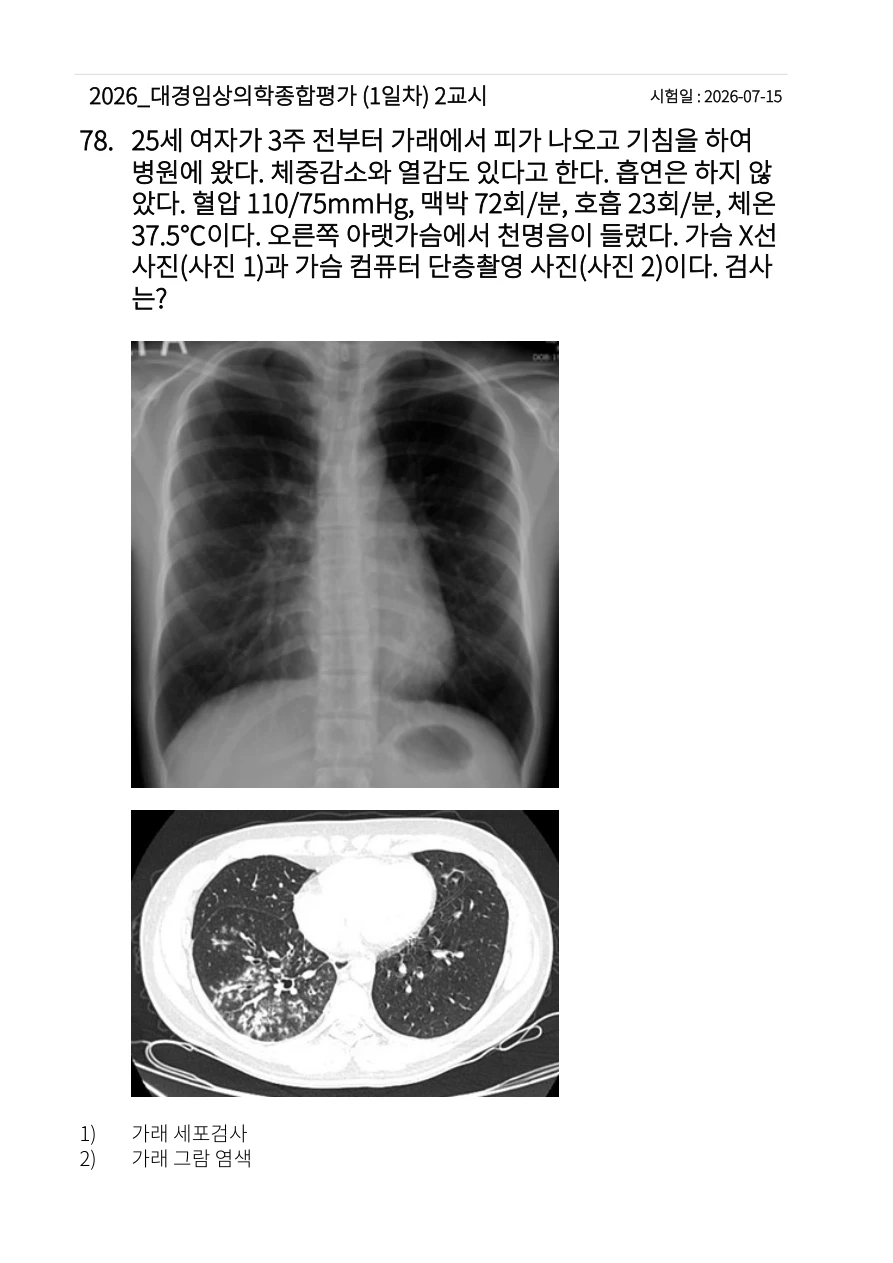 2026_대경임상의학종합평가 (1일차) 2교시
시험일 : 2026-07-15
78. 25세 여자가 3주 전부터 가래에서 피가 나오고 기침을 하여
병원에 왔다. 체중감소와 열감도 있다고 한다. 흡연은 하지 않
았다. 혈압 110/75mmHg, 맥박 72회/분, 호흡 23회/분, 체온
37.5°C이다. 오른쪽 아랫가슴에서 천명음이 들렸다. 가슴 X선
사진(사진 1)과 가슴 컴퓨터 단층촬영 사진(사진 2)이다. 검사
는?
1) 가래 세포검사
2) 가래 그람 염색